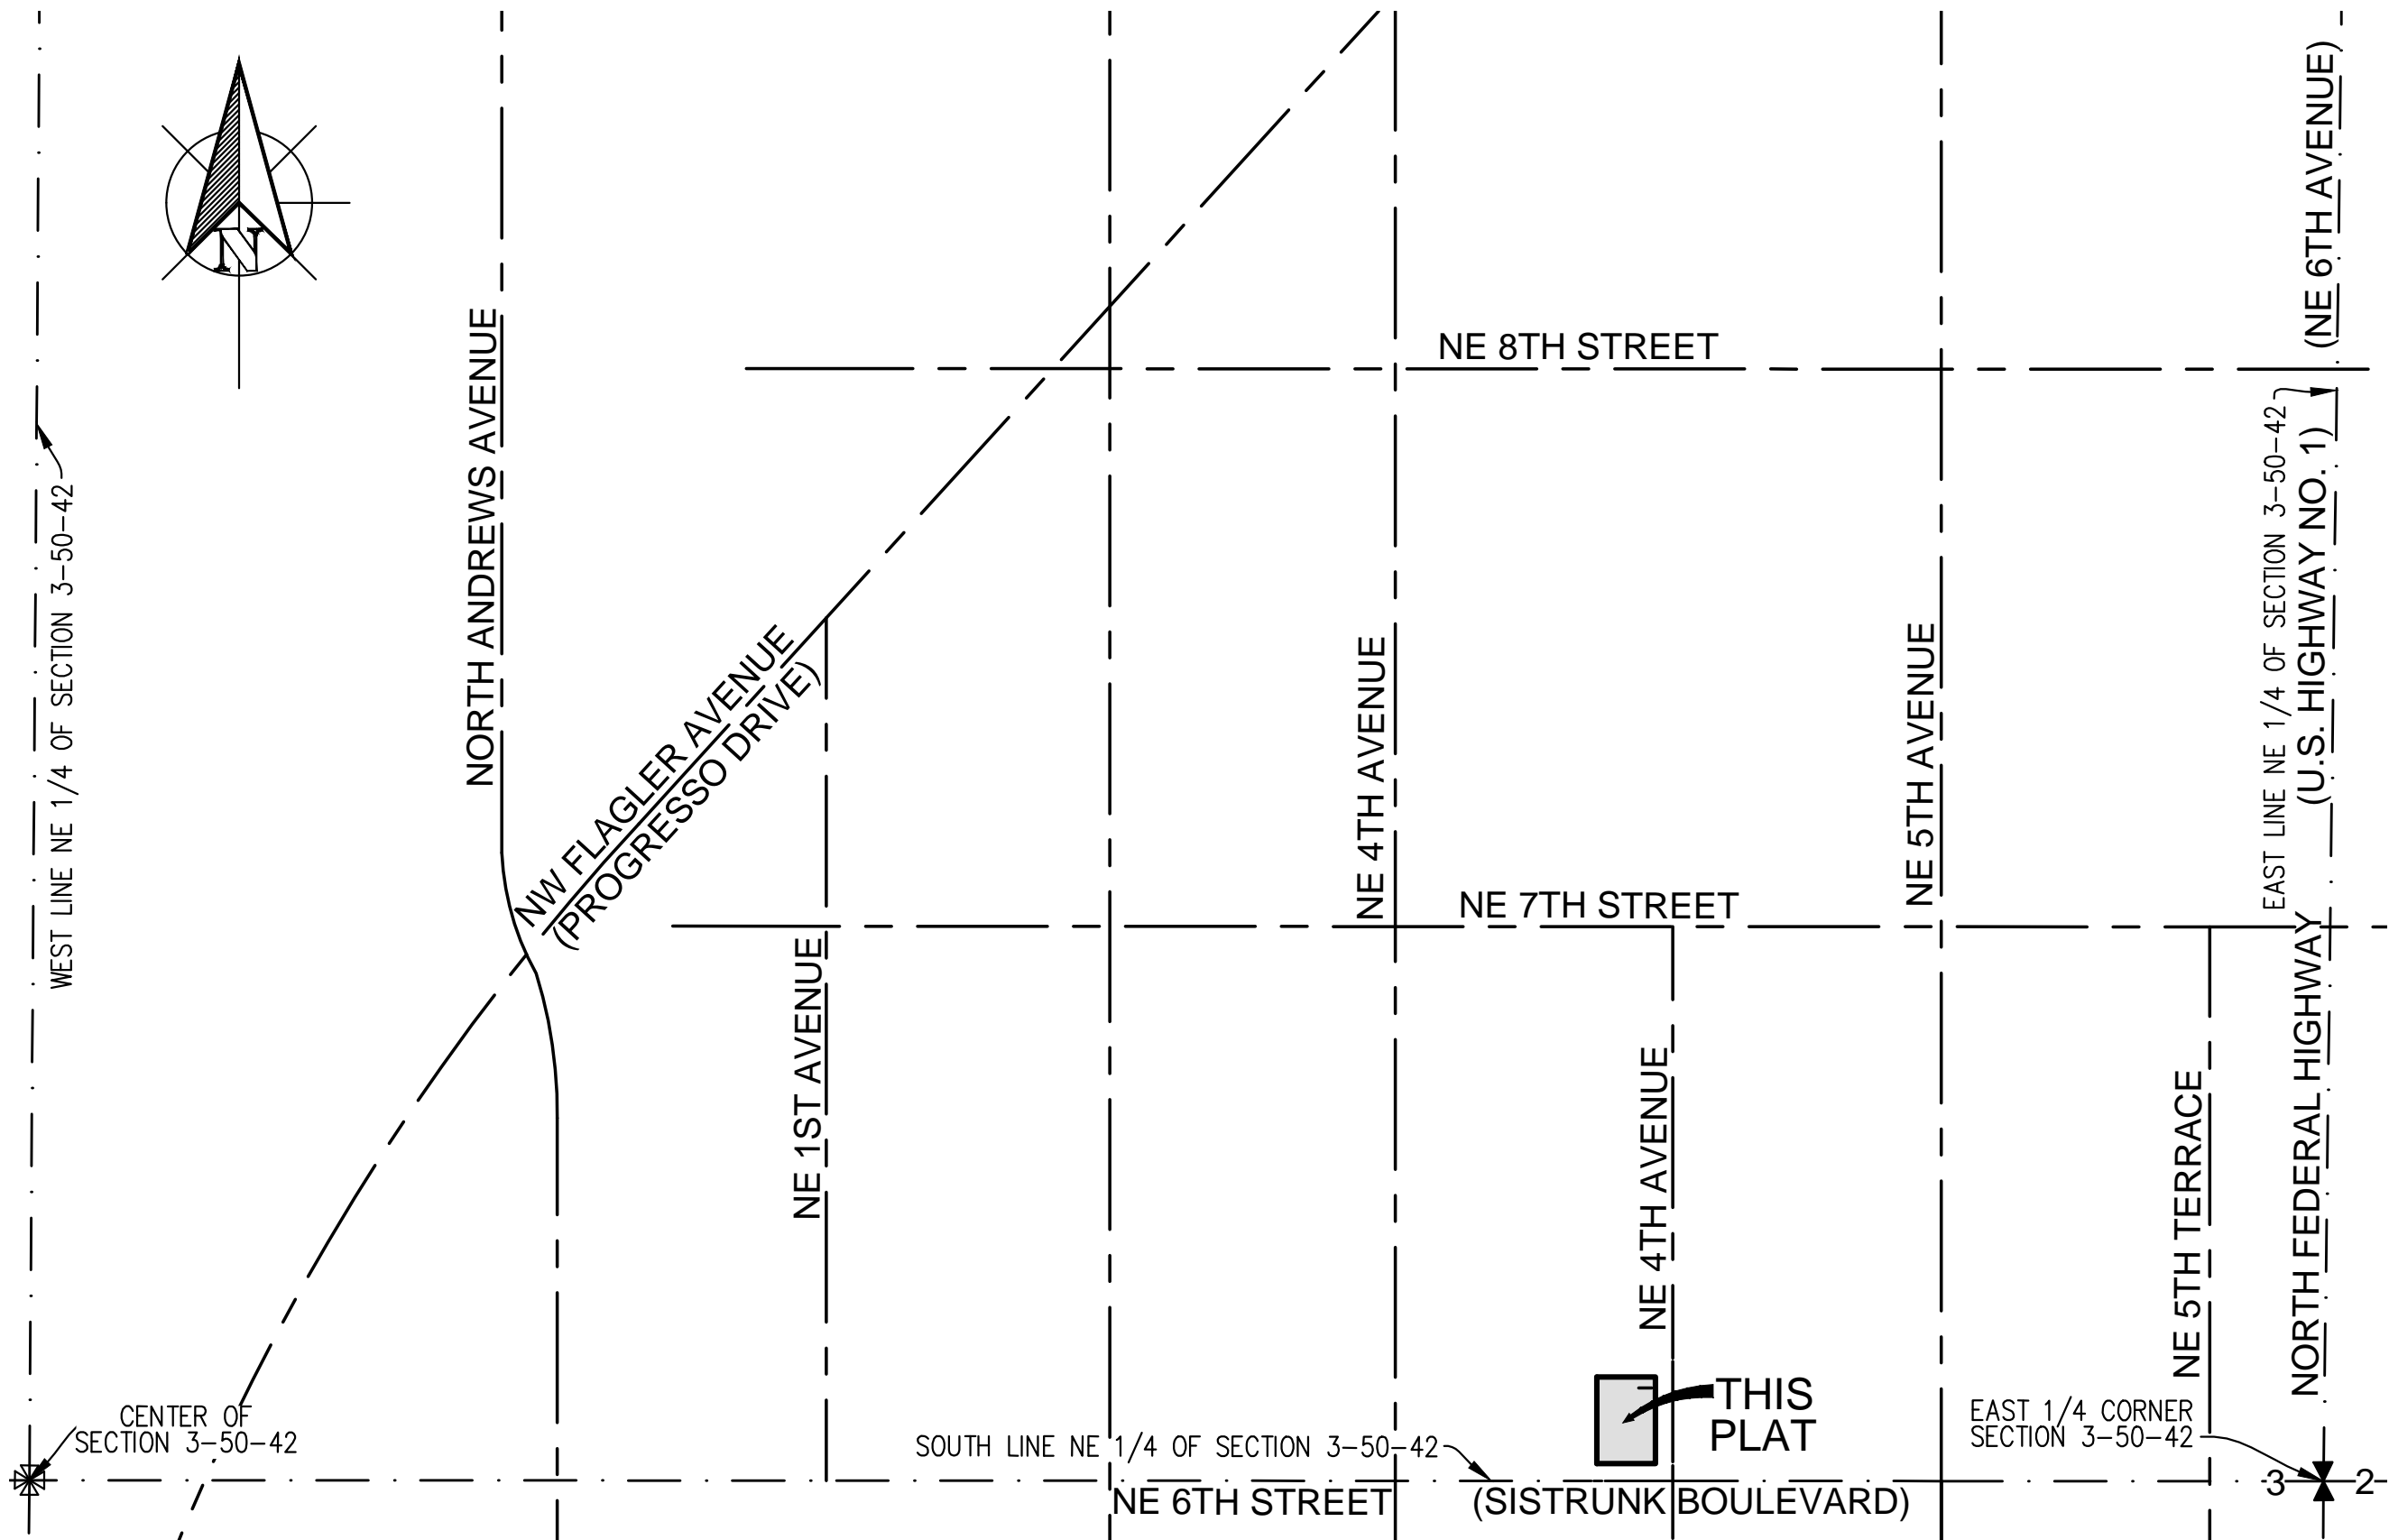 (NE 6TH AVENUE)
N
NE 8TH STREET
NORTH ANDREWS AVENUE
WEST LINE NE 1/4 OF SECTION 3-50-42
EAST LINE NE 1/4 OF SECTION 3-50-42
(U.S. HIGHWAY NO. 1)
NW FLAGLER AVENUE
(PROGRESSO DRIVE)
NE 4TH AVENUE
NE 5TH AVENUE
NE 7TH STREET
NE 1ST AVENUE
NE 4TH AVENUE
NE 5TH TERRACE
NORTH FEDERAL HIGHWAY
THIS
PLAT
CENTER OF
SECTION 3-50-42
SOUTH LINE NE 1/4 OF SECTION 3-50-42
EAST 1/4 CORNER
SECTION 3-50-42
3
2
NE 6TH STREET
(SISTRUNK BOULEVARD)